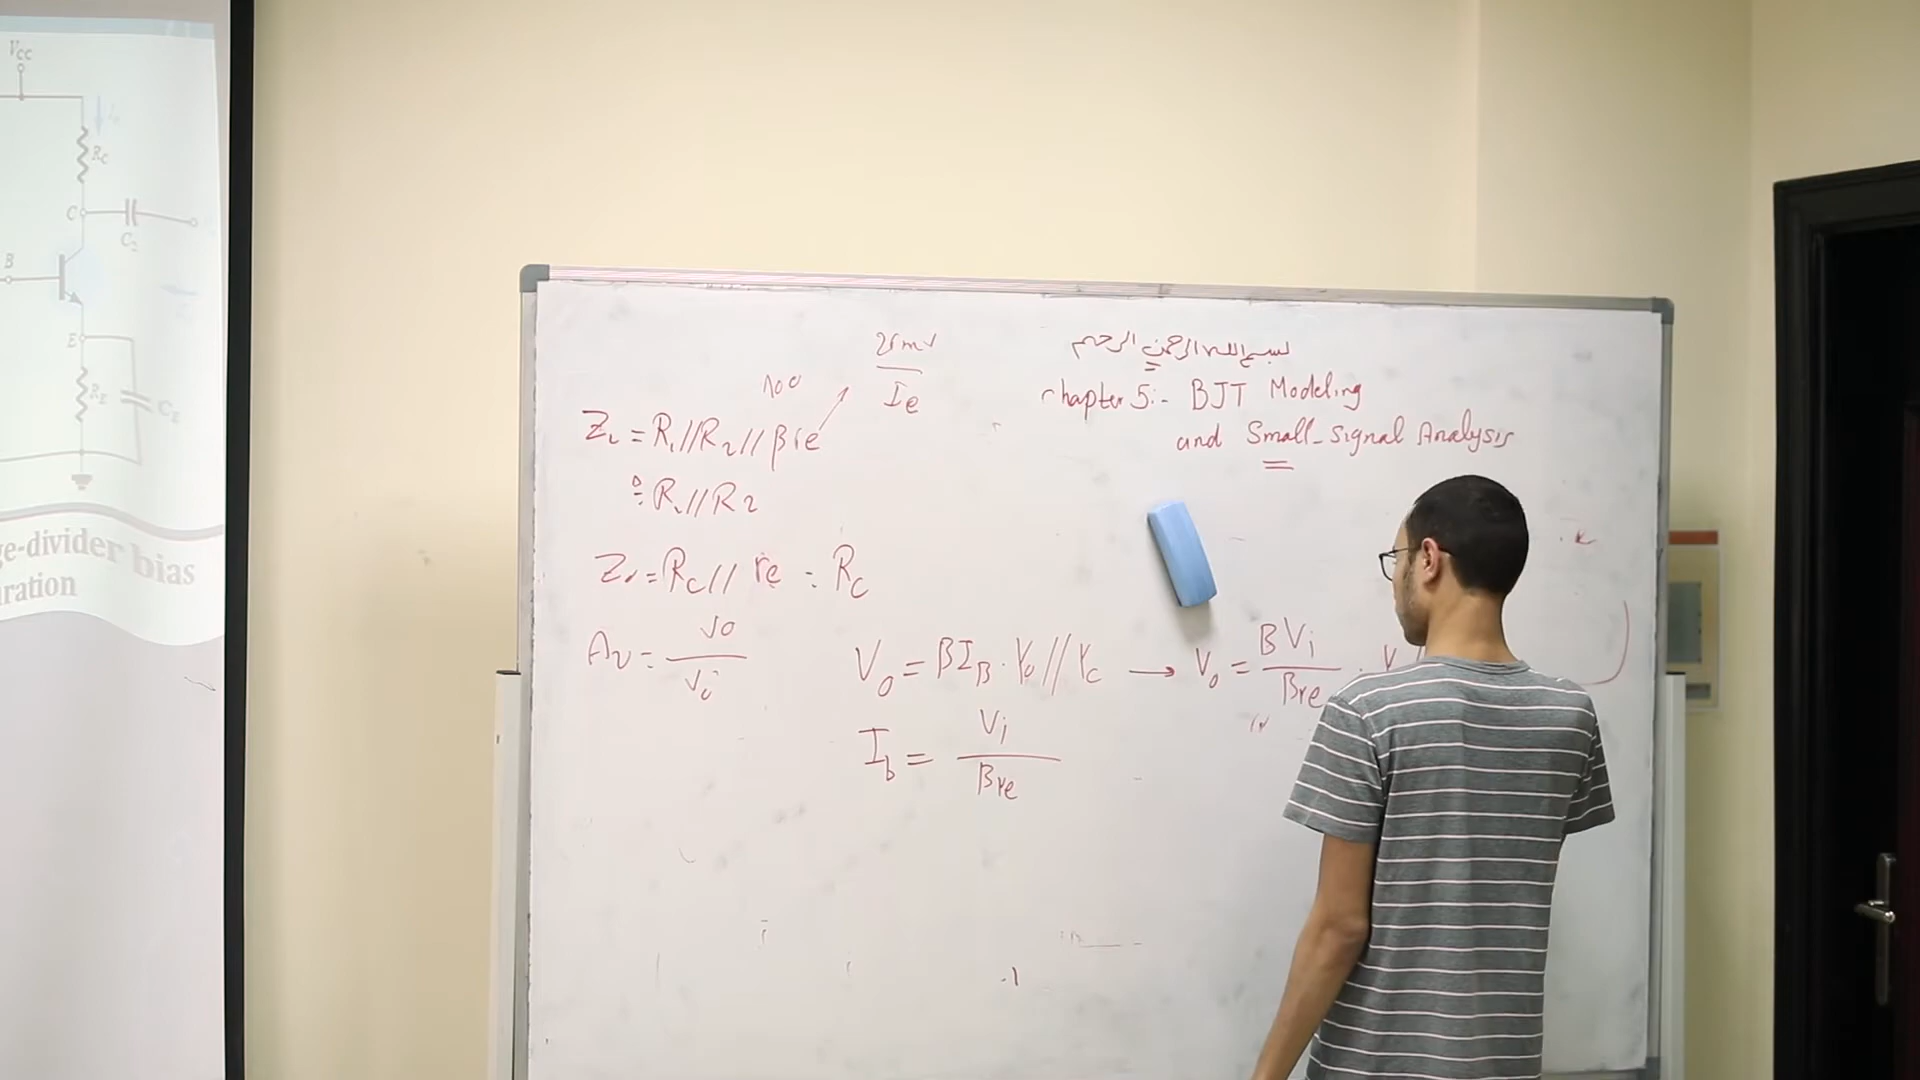 VCC
RC
C
C2
B
E
RE
CE
ge-divider bias
ration
بسم الله الرحمن الرحيم
chapter 5:- BJT Modeling
and Small-signal Analysis
100
26mV / Ie
Zi = R1//R2//βre
≅ R1//R2
Zo = RC//re = RC
Av = Vo / Vi
Vo = βIB · ro//rc → Vo = βVi / βre ·
Ib = Vi / βre